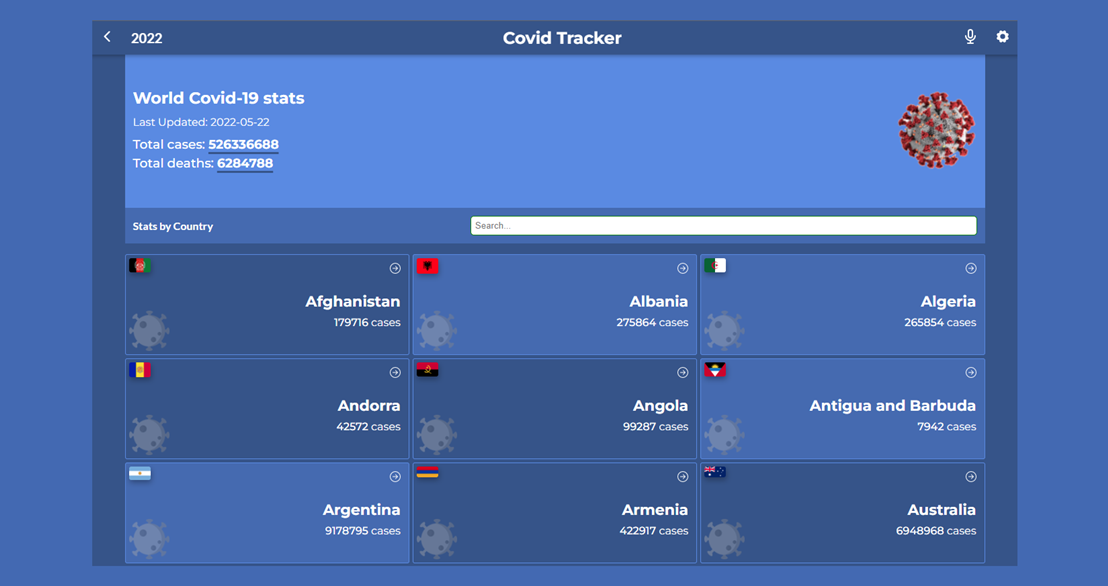 2022
Covid Tracker
World Covid-19 stats
Last Updated: 2022-05-22
Total cases: 526336688
Total deaths: 6284788
Stats by Country
Search...
Afghanistan
179716 cases
Albania
275864 cases
Algeria
265854 cases
Andorra
42572 cases
Angola
99287 cases
Antigua and Barbuda
7942 cases
Argentina
9178795 cases
Armenia
422917 cases
Australia
6948968 cases